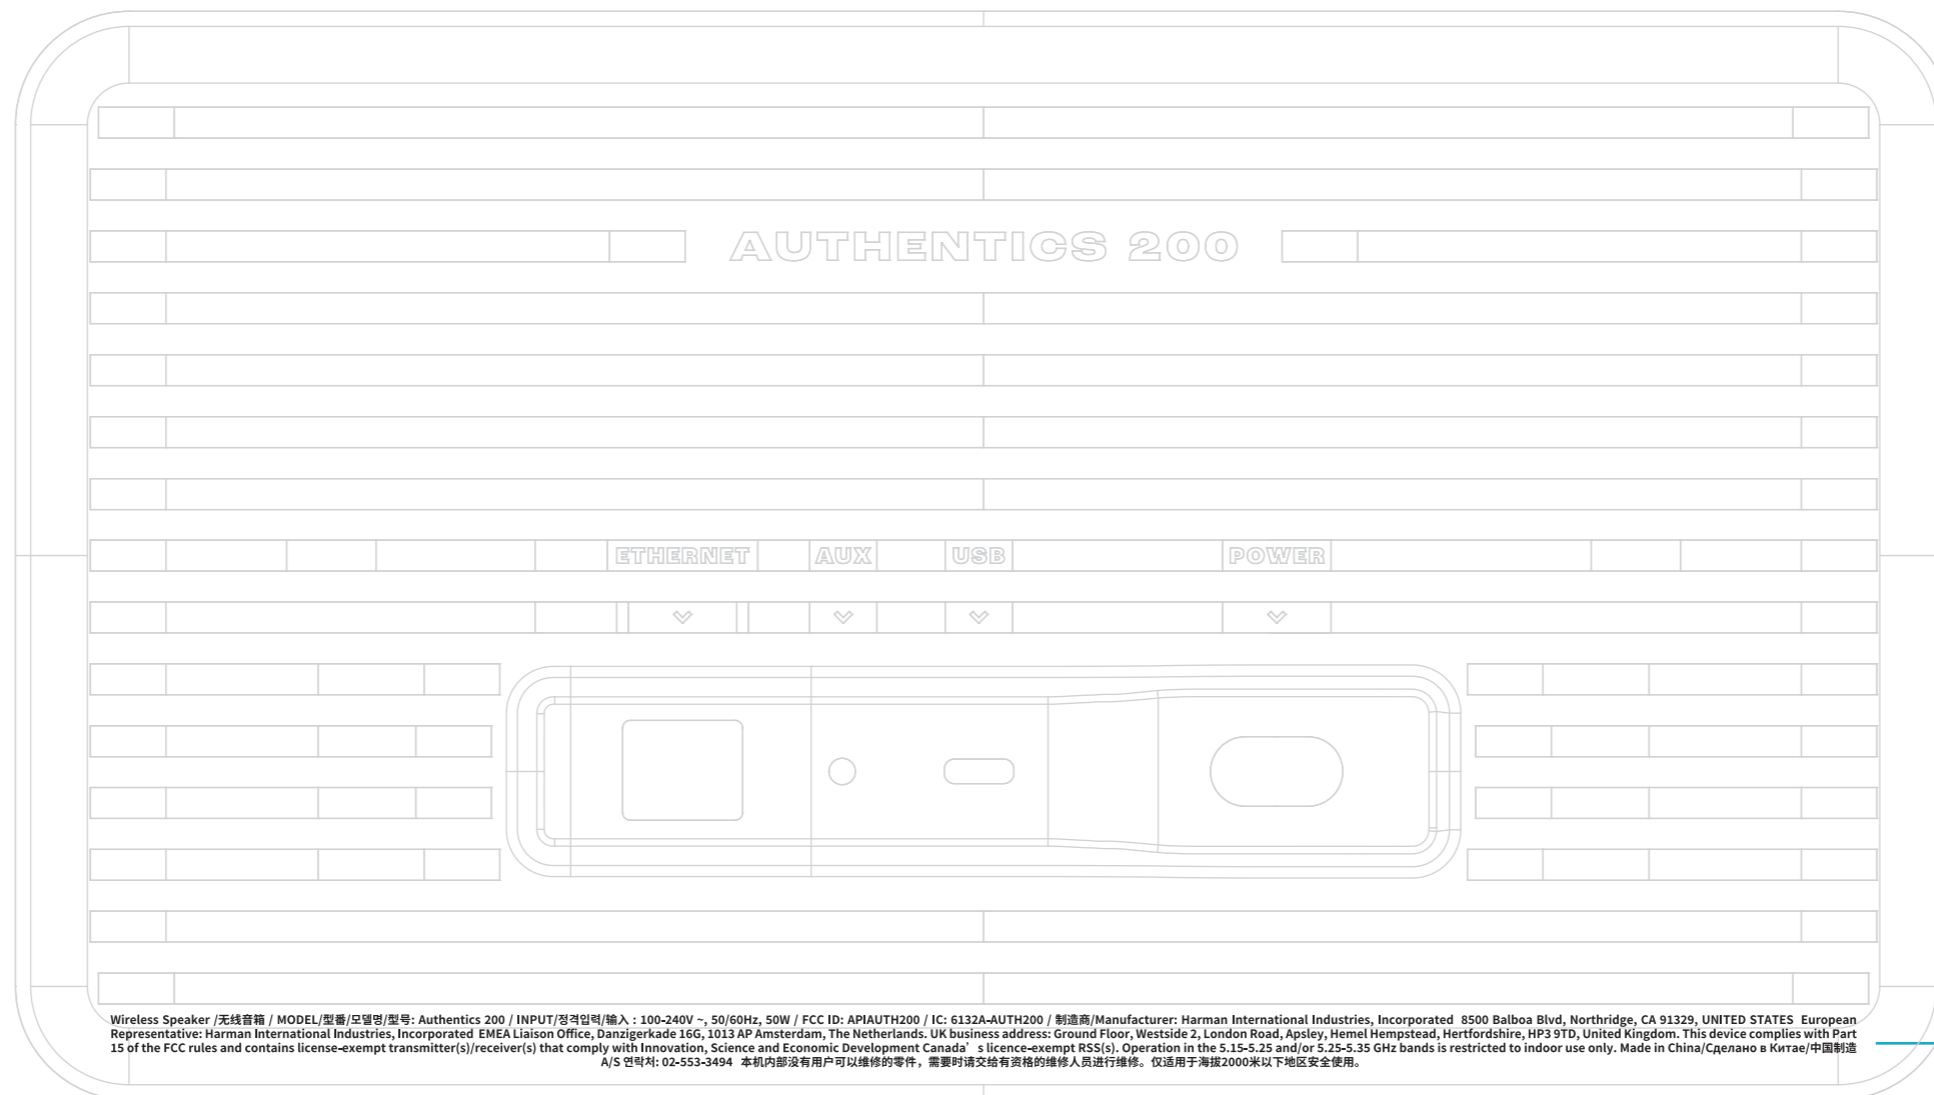 AUTHENTICS 200
ETHERNET AUX USB POWER
Wireless Speaker /无线音箱 / MODEL/型番/모델명/型号: Authentics 200 / INPUT/정격입력/输入 : 100-240V ~, 50/60Hz, 50W / FCC ID: APIAUTH200 / IC: 6132A-AUTH200 / 制造商/Manufacturer: Harman International Industries, Incorporated 8500 Balboa Blvd, Northridge, CA 91329, UNITED STATES European
Representative: Harman International Industries, Incorporated EMEA Liaison Office, Danzigerkade 16G, 1013 AP Amsterdam, The Netherlands. UK business address: Ground Floor, Westside 2, London Road, Apsley, Hemel Hempstead, Hertfordshire, HP3 9TD, United Kingdom. This device complies with Part
15 of the FCC rules and contains license-exempt transmitter(s)/receiver(s) that comply with Innovation, Science and Economic Development Canada’s licence-exempt RSS(s). Operation in the 5.15-5.25 and/or 5.25-5.35 GHz bands is restricted to indoor use only. Made in China/Сделано в Китае/中国制造
A/S 연락처: 02-553-3494 本机内部没有用户可以维修的零件，需要时请交给有资格的维修人员进行维修。仅适用于海拔2000米以下地区安全使用。